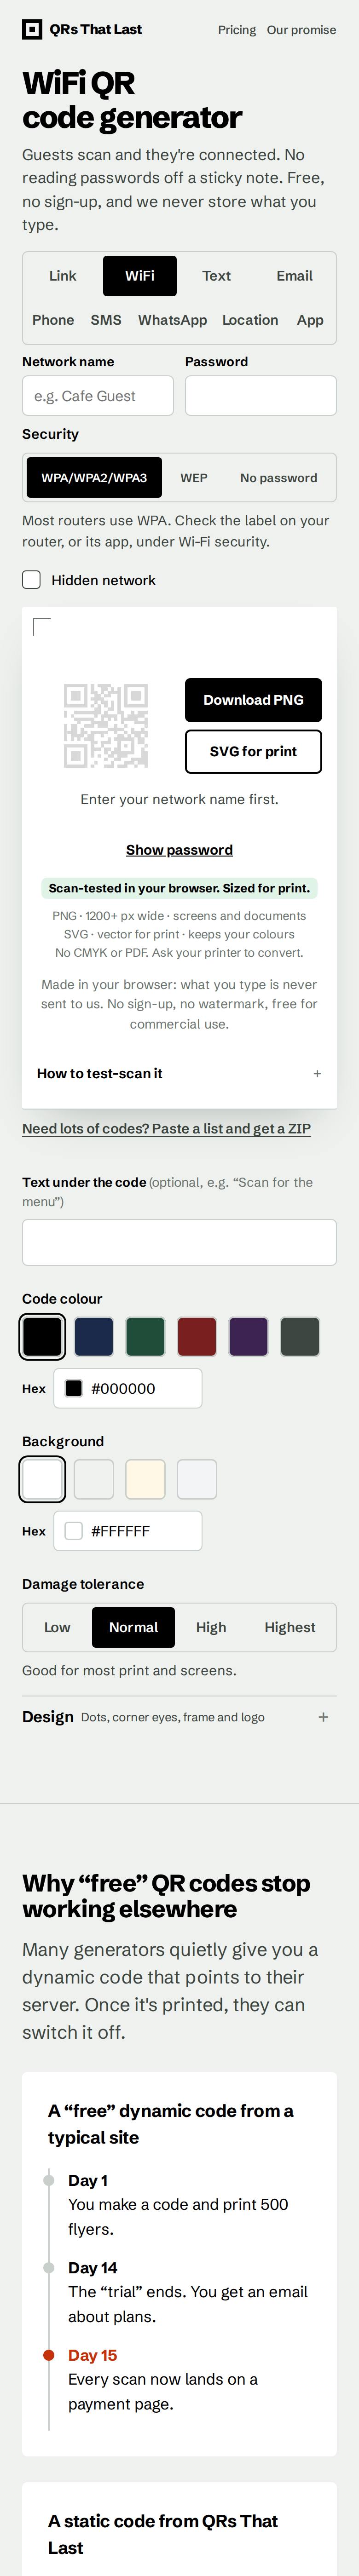 QRs That Last
Pricing
Our promise
WiFi QR
code generator
Guests scan and they're connected. No
reading passwords off a sticky note. Free,
no sign-up, and we never store what you
type.
Link
WiFi
Text
Email
Phone
SMS
WhatsApp
Location
App
Network name
Password
e.g. Cafe Guest
Security
WPA/WPA2/WPA3
WEP
No password
Most routers use WPA. Check the label on your
router, or its app, under Wi-Fi security.
Hidden network
Download PNG
SVG for print
Enter your network name first.
Show password
Scan-tested in your browser. Sized for print.
PNG · 1200+ px wide · screens and documents
SVG · vector for print · keeps your colours
No CMYK or PDF. Ask your printer to convert.
Made in your browser: what you type is never
sent to us. No sign-up, no watermark, free for
commercial use.
How to test-scan it
+
Need lots of codes? Paste a list and get a ZIP
Text under the code (optional, e.g. “Scan for the
menu”)
Code colour
Hex
#000000
Background
Hex
#FFFFFF
Damage tolerance
Low
Normal
High
Highest
Good for most print and screens.
Design Dots, corner eyes, frame and logo
+
Why “free” QR codes stop
working elsewhere
Many generators quietly give you a
dynamic code that points to their
server. Once it's printed, they can
switch it off.
A “free” dynamic code from a
typical site
Day 1
You make a code and print 500
flyers.
Day 14
The “trial” ends. You get an email
about plans.
Day 15
Every scan now lands on a
payment page.
A static code from QRs That
Last